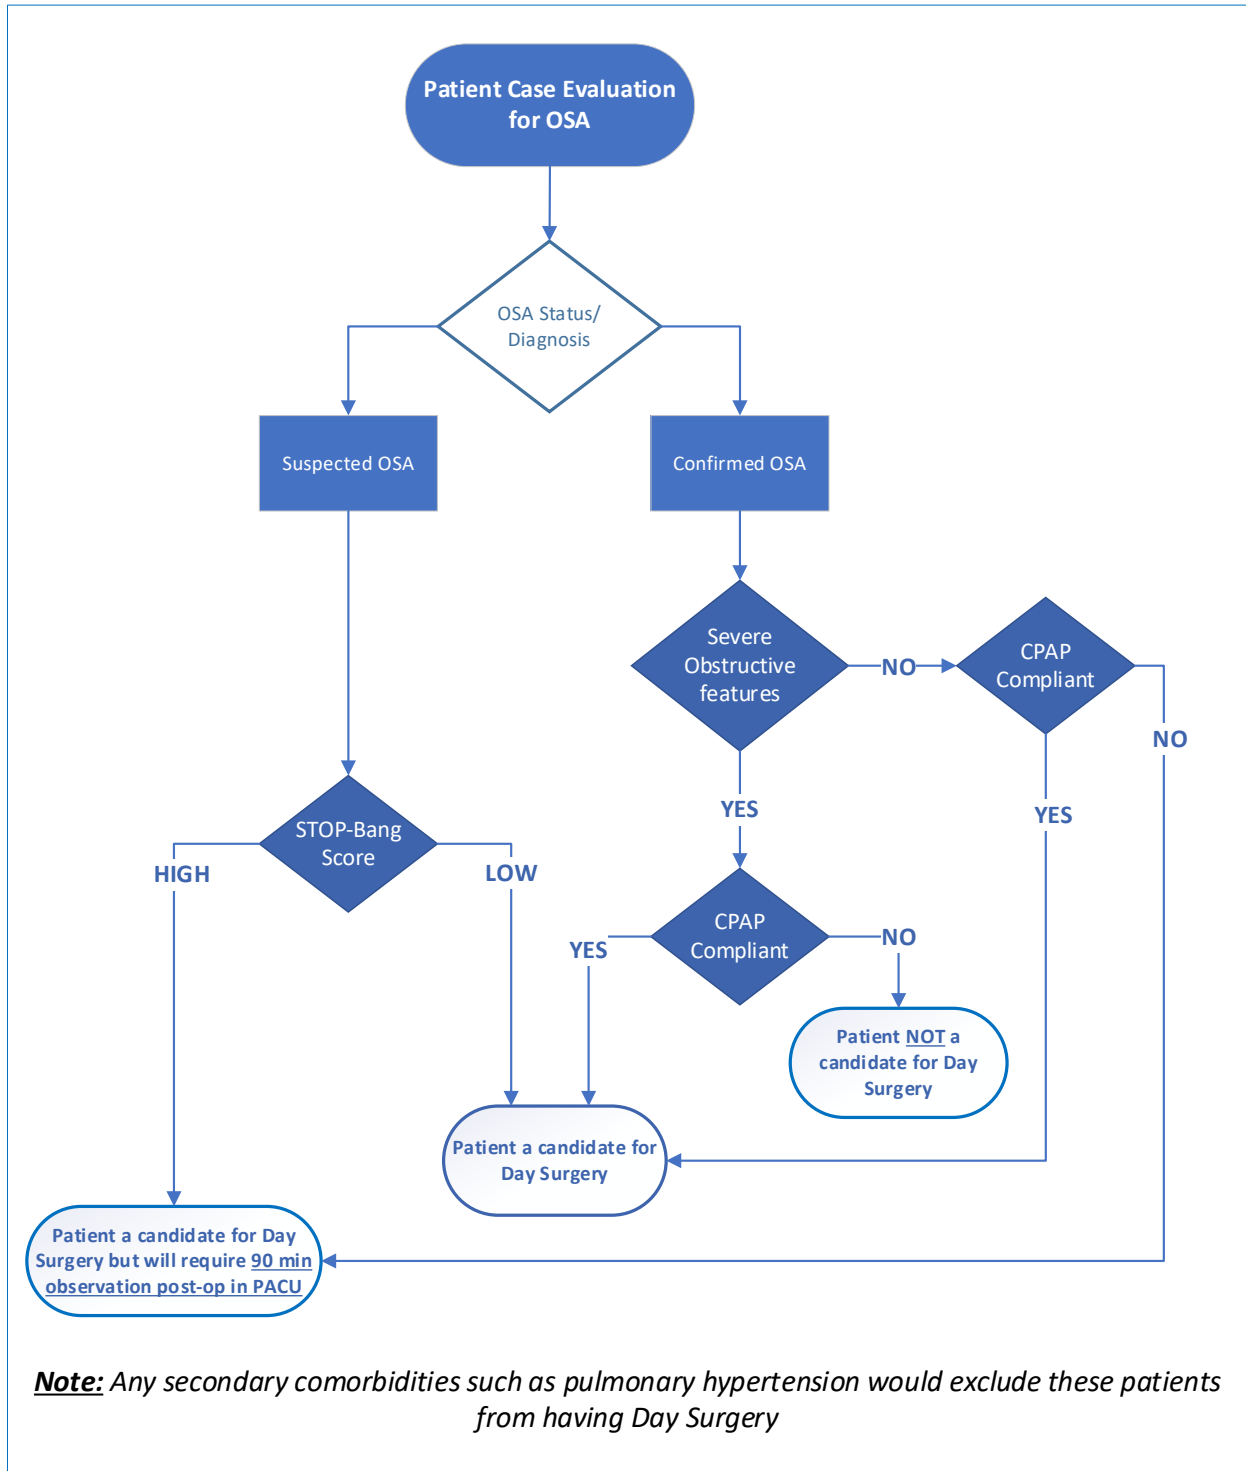 Patient Case Evaluation
for OSA
OSA Status/
Diagnosis
Suspected OSA
Confirmed OSA
Severe
Obstructive
features
NO
CPAP
Compliant
NO
YES
YES
STOP-Bang
Score
HIGH
LOW
CPAP
Compliant
YES
NO
Patient NOT a
candidate for Day
Surgery
Patient a candidate for
Day Surgery
Patient a candidate for Day
Surgery but will require 90 min
observation post-op in PACU
Note: Any secondary comorbidities such as pulmonary hypertension would exclude these patients
from having Day Surgery